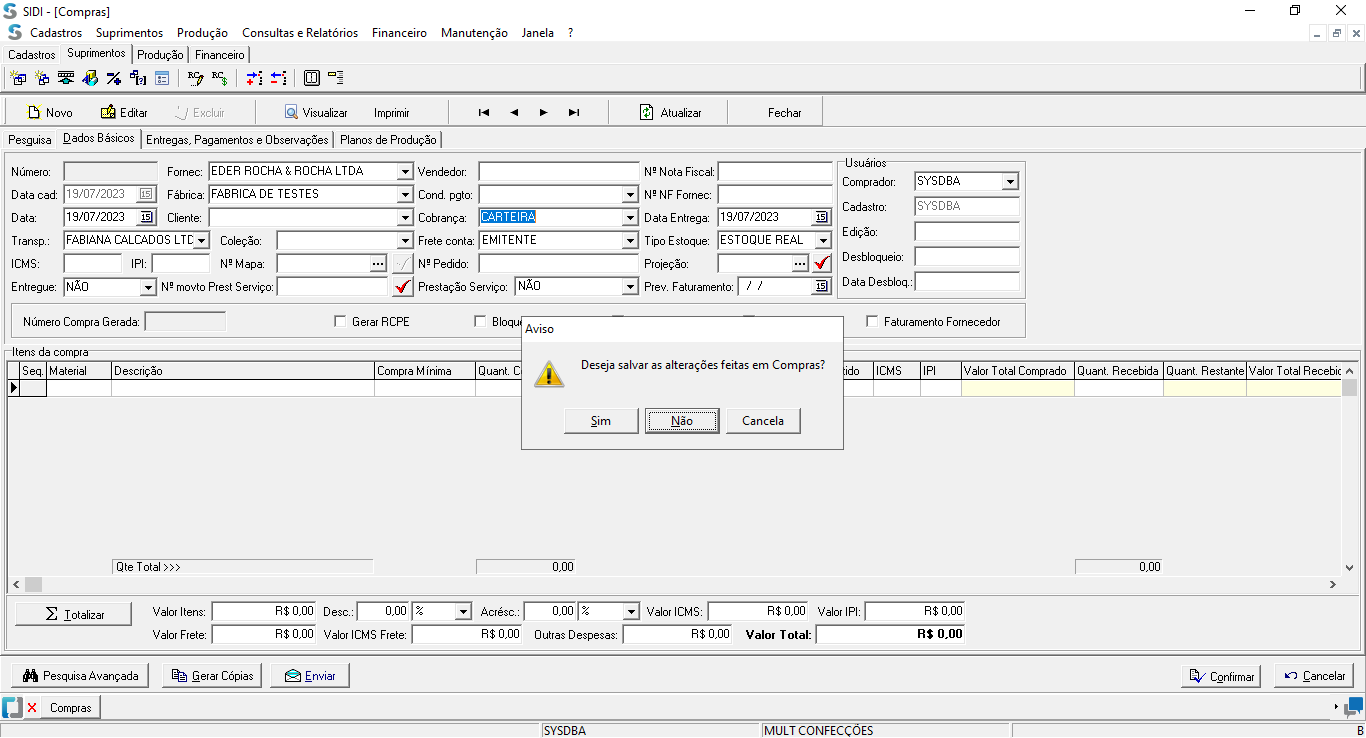 SIDI - [Compras]
Cadastros Suprimentos Produção Consultas e Relatórios Financeiro Manutenção Janela ?
Cadastros Suprimentos Produção Financeiro
Novo Editar Excluir Visualizar Imprimir Atualizar Fechar
Pesquisa Dados Básicos Entregas, Pagamentos e Observações Planos de Produção
Número: Fornec: EDER ROCHA & ROCHA LTDA Vendedor: Nº Nota Fiscal: Usuários
Data cad: 19/07/2023 15 Fábrica: FABRICA DE TESTES Cond. pgto: Nº NF Fornec: Comprador: SYSDBA
Data: 19/07/2023 15 Cliente: Cobrança: CARTEIRA Data Entrega: 19/07/2023 15 Cadastro: SYSDBA
Transp.: FABIANA CALCADOS LTC Coleção: Frete conta: EMITENTE Tipo Estoque: ESTOQUE REAL Edição:
ICMS: IPI: Nº Mapa: ... Nº Pedido: Projeção: ... Desbloqueio:
Entregue: NÃO Nº movto Prest Serviço: Prestação Serviço: NÃO Prev. Faturamento: / / 15 Data Desbloq.:
Número Compra Gerada: Gerar RCPE Bloque Faturamento Fornecedor
Aviso
Deseja salvar as alterações feitas em Compras?
Sim Não Cancela
Itens da compra
Seq. Material Descrição Compra Mínima Quant. C ido ICMS IPI Valor Total Comprado Quant. Recebida Quant. Restante Valor Total Recebic
Qte Total >>> 0,00 0,00
Σ Totalizar Valor Itens: R$ 0,00 Desc.: 0,00 % Acrésc.: 0,00 % Valor ICMS: R$ 0,00 Valor IPI: R$ 0,00
Valor Frete: R$ 0,00 Valor ICMS Frete: R$ 0,00 Outras Despesas: R$ 0,00 Valor Total: R$ 0,00
Pesquisa Avançada Gerar Cópias Enviar Confirmar Cancelar
Compras
SYSDBA MULT CONFECÇÕES B